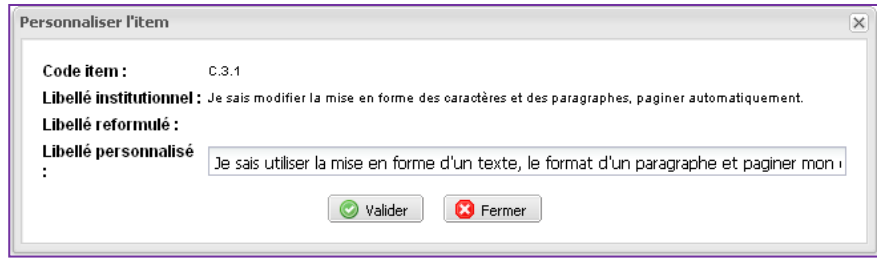 Personnaliser l'item
Code item : C.3.1
Libellé institutionnel : Je sais modifier la mise en forme des caractères et des paragraphes, paginer automatiquement.
Libellé reformulé :
Libellé personnalisé
: Je sais utiliser la mise en forme d'un texte, le format d'un paragraphe et paginer mon
Valider Fermer